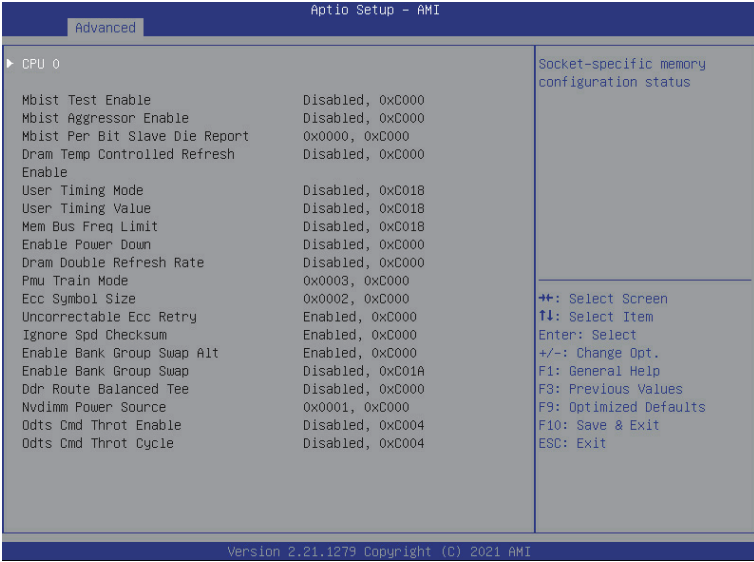 Aptio Setup – AMI
Advanced
CPU 0
Mbist Test Enable Disabled, 0xC000
Mbist Aggressor Enable Disabled, 0xC000
Mbist Per Bit Slave Die Report 0x0000, 0xC000
Dram Temp Controlled Refresh Disabled, 0xC000
Enable
User Timing Mode Disabled, 0xC018
User Timing Value Disabled, 0xC018
Mem Bus Freq Limit Disabled, 0xC018
Enable Power Down Disabled, 0xC000
Dram Double Refresh Rate Disabled, 0xC000
Pmu Train Mode 0x0003, 0xC000
Ecc Symbol Size 0x0002, 0xC000
Uncorrectable Ecc Retry Enabled, 0xC000
Ignore Spd Checksum Enabled, 0xC000
Enable Bank Group Swap Alt Enabled, 0xC000
Enable Bank Group Swap Disabled, 0xC01A
Ddr Route Balanced Tee Disabled, 0xC000
Nvdimm Power Source 0x0001, 0xC000
Odts Cmd Throt Enable Disabled, 0xC004
Odts Cmd Throt Cycle Disabled, 0xC004
Socket-specific memory
configuration status
→←: Select Screen
↑↓: Select Item
Enter: Select
+/-: Change Opt.
F1: General Help
F3: Previous Values
F9: Optimized Defaults
F10: Save & Exit
ESC: Exit
Version 2.21.1279 Copyright (C) 2021 AMI